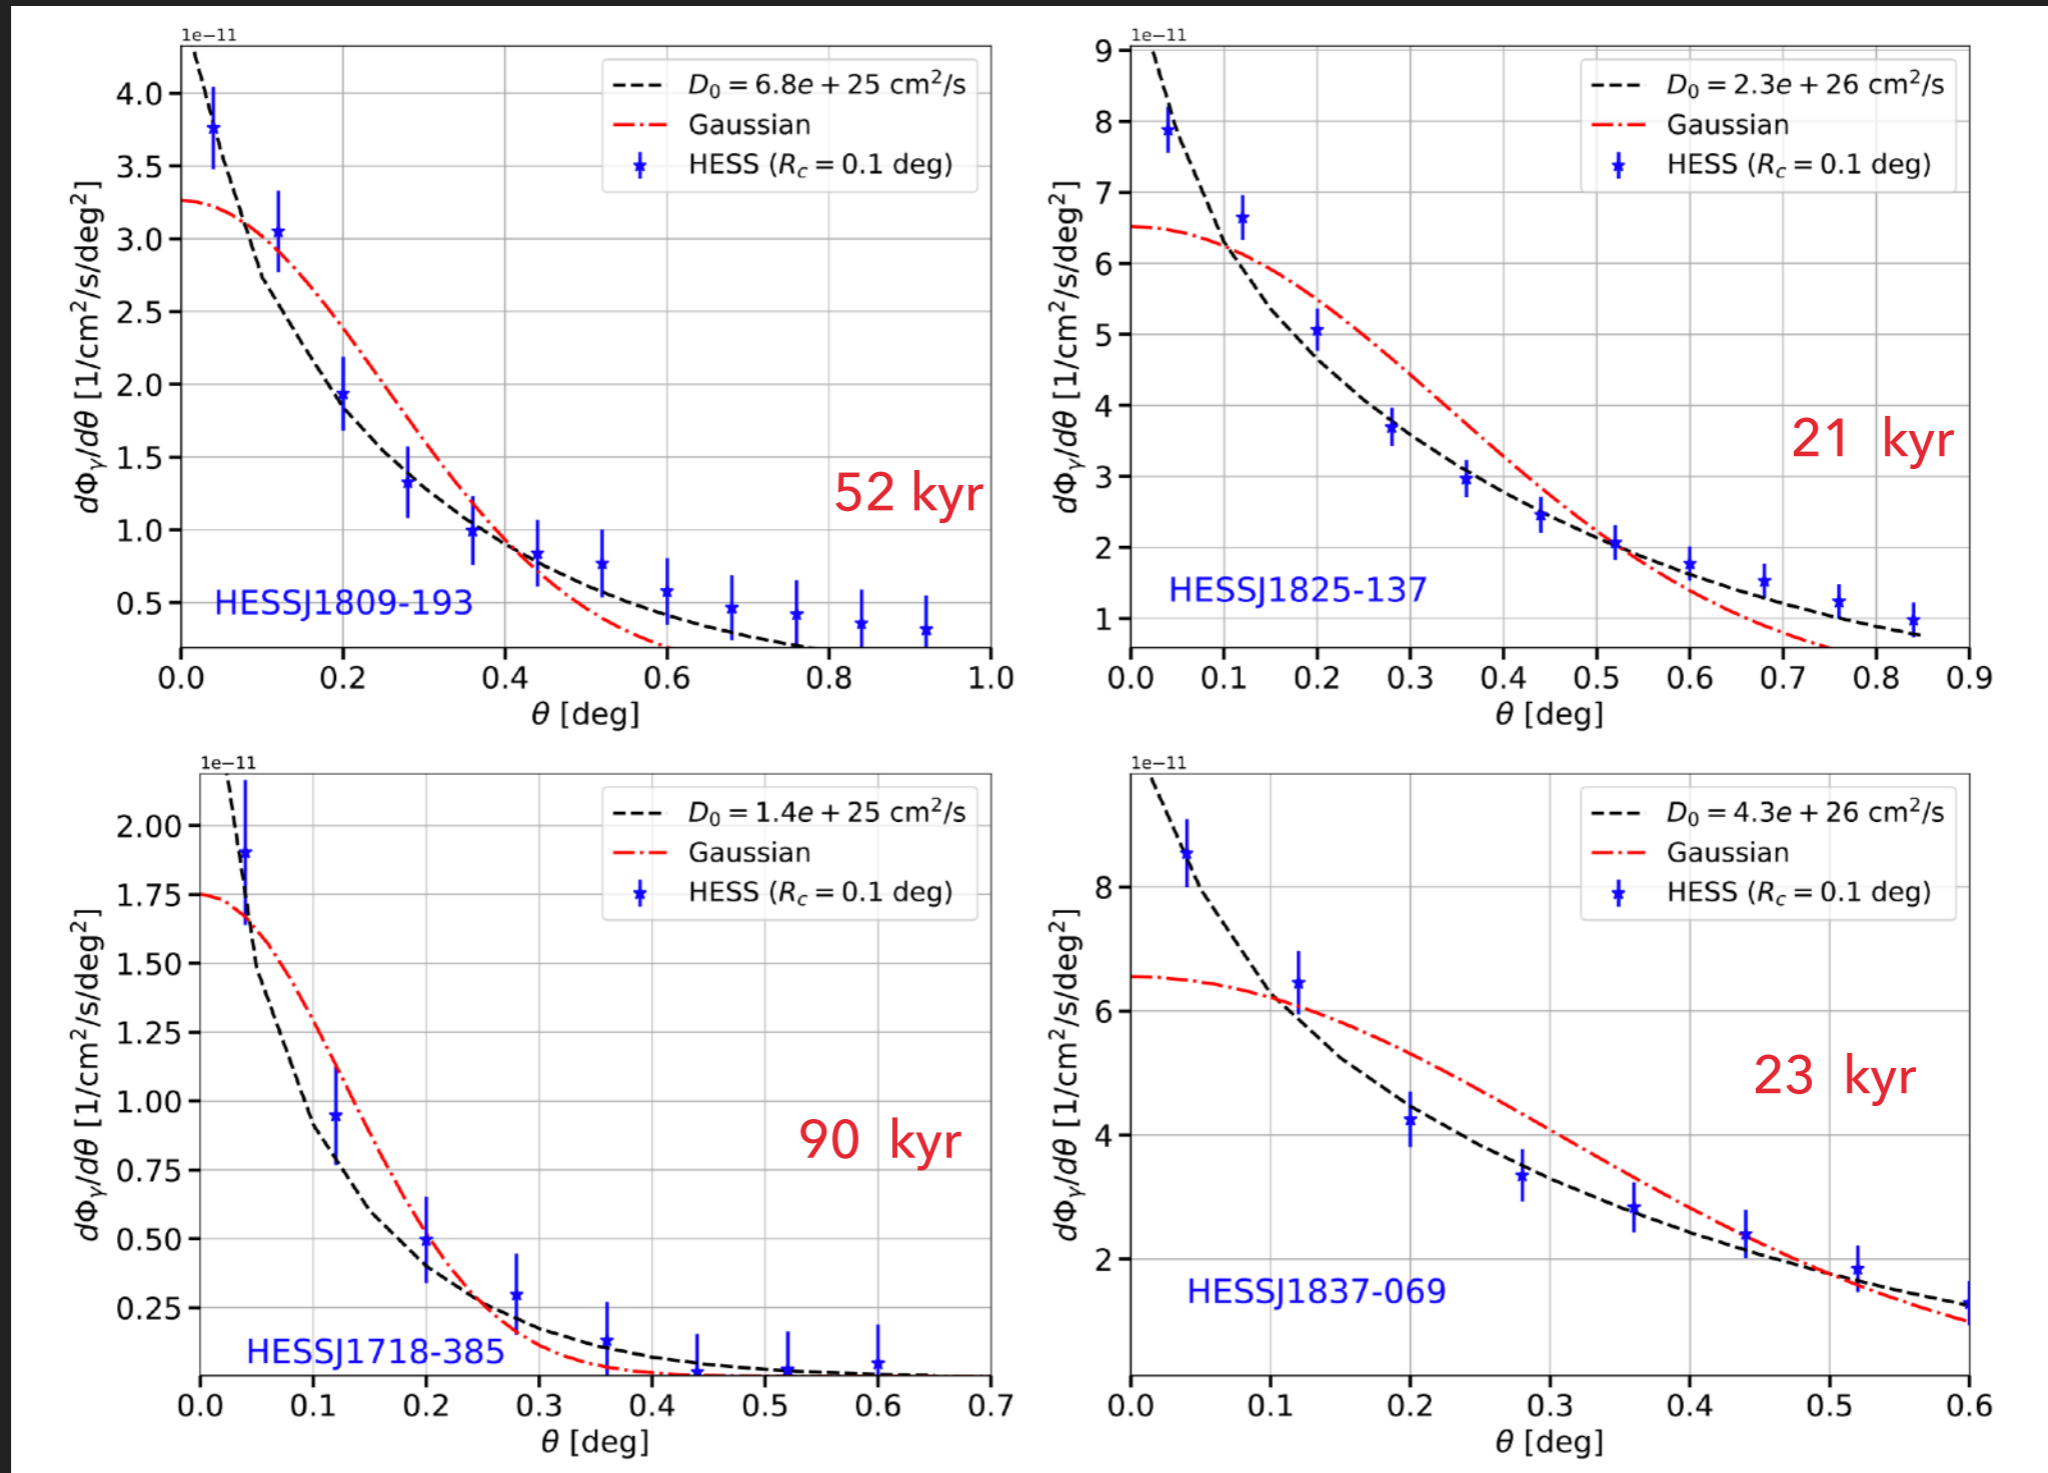 1e−11
4.0
3.5
3.0
2.5
2.0
1.5
1.0
0.5
dΦγ/dθ [1/cm²/s/deg²]
D₀ = 6.8e + 25 cm²/s
Gaussian
HESS (R_c = 0.1 deg)
52 kyr
HESSJ1809-193
0.0 0.2 0.4 0.6 0.8 1.0
θ [deg]
1e−11
9
8
7
6
5
4
3
2
1
dΦγ/dθ [1/cm²/s/deg²]
D₀ = 2.3e + 26 cm²/s
Gaussian
HESS (R_c = 0.1 deg)
21 kyr
HESSJ1825-137
0.0 0.1 0.2 0.3 0.4 0.5 0.6 0.7 0.8 0.9
θ [deg]
1e−11
2.00
1.75
1.50
1.25
1.00
0.75
0.50
0.25
dΦγ/dθ [1/cm²/s/deg²]
D₀ = 1.4e + 25 cm²/s
Gaussian
HESS (R_c = 0.1 deg)
90 kyr
HESSJ1718-385
0.0 0.1 0.2 0.3 0.4 0.5 0.6 0.7
θ [deg]
1e−11
8
6
4
2
dΦγ/dθ [1/cm²/s/deg²]
D₀ = 4.3e + 26 cm²/s
Gaussian
HESS (R_c = 0.1 deg)
23 kyr
HESSJ1837-069
0.0 0.1 0.2 0.3 0.4 0.5 0.6
θ [deg]